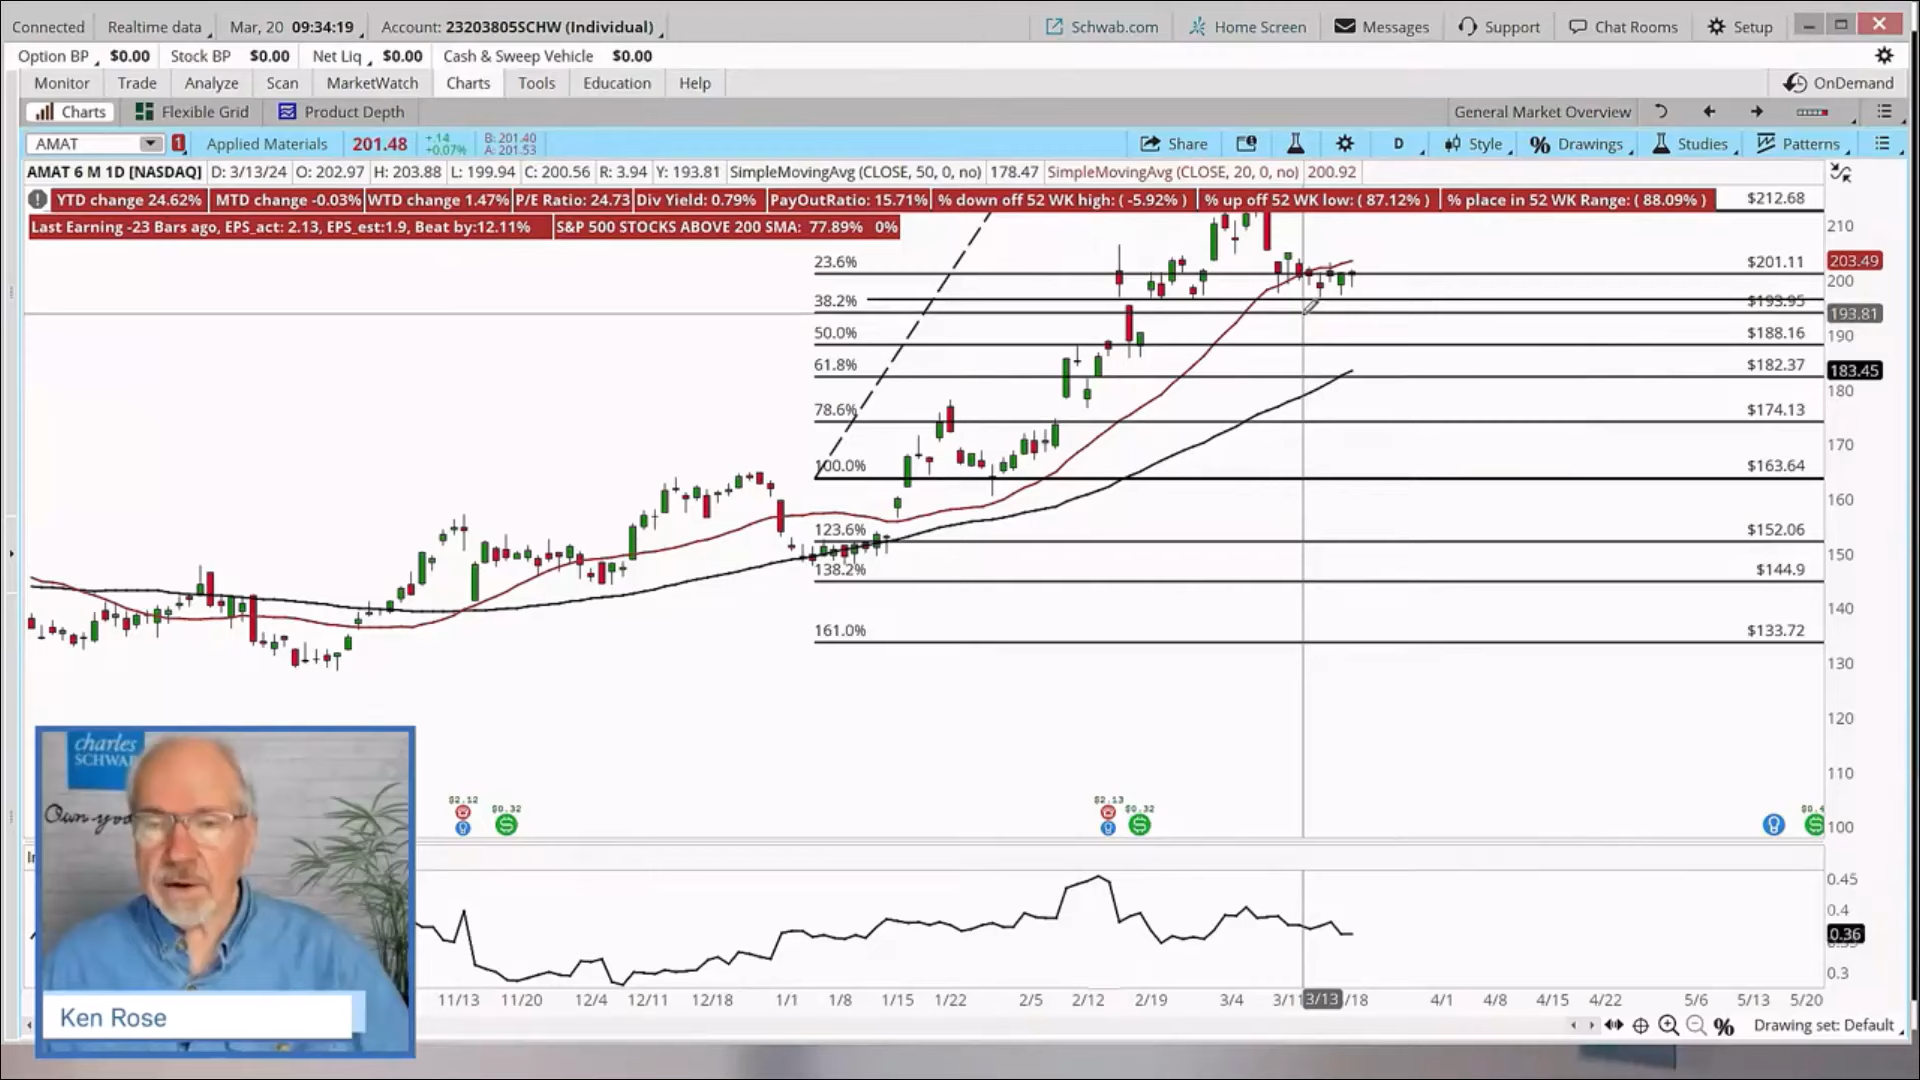 Connected Realtime data Mar, 20 09:34:19 Account: 23203805SCHW (Individual) Schwab.com Home Screen Messages Support Chat Rooms Setup
Option BP $0.00 Stock BP $0.00 Net Liq $0.00 Cash & Sweep Vehicle $0.00
Monitor Trade Analyze Scan MarketWatch Charts Tools Education Help OnDemand
Charts Flexible Grid Product Depth General Market Overview
AMAT 1 Applied Materials 201.48 +.14 +0.07% B: 201.40 A: 201.53 Share D Style % Drawings Studies Patterns
AMAT 6 M 1D [NASDAQ] D: 3/13/24 O: 202.97 H: 203.88 L: 199.94 C: 200.56 R: 3.94 Y: 193.81 SimpleMovingAvg (CLOSE, 50, 0, no) 178.47 SimpleMovingAvg (CLOSE, 20, 0, no) 200.92
YTD change 24.62% MTD change -0.03% WTD change 1.47% P/E Ratio: 24.73 Div Yield: 0.79% PayOutRatio: 15.71% % down off 52 WK high: ( -5.92% ) % up off 52 WK low: ( 87.12% ) % place in 52 WK Range: ( 88.09% ) $212.68
Last Earning -23 Bars ago, EPS_act: 2.13, EPS_est:1.9, Beat by:12.11% S&P 500 STOCKS ABOVE 200 SMA: 77.89% 0% 210
23.6% $201.11 203.49
200
38.2% $193.95
193.81
50.0% $188.16 190
61.8% $182.37 183.45
180
78.6% $174.13
170
100.0% $163.64
160
123.6% $152.06
150
138.2% $144.9
140
161.0% $133.72
130
120
110
$2.12 $0.32 $2.13 $0.32 $0.4
100
charles
SCHWAB
Own you
0.45
0.4
0.36
0.3
11/13 11/20 12/4 12/11 12/18 1/1 1/8 1/15 1/22 2/5 2/12 2/19 3/4 3/11 3/13 /18 4/1 4/8 4/15 4/22 5/6 5/13 5/20
Ken Rose
% Drawing set: Default